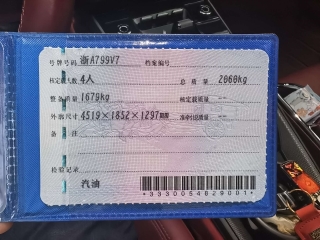 号牌号码 浙A799V7 档案编号
核定载人数 4人 总质量 2060kg
整备质量 1679kg 核定载质量 --
外廓尺寸 4519×1852×1297mm 准牵引总质量 --
备注
检验记录
汽油
*3330054829001*